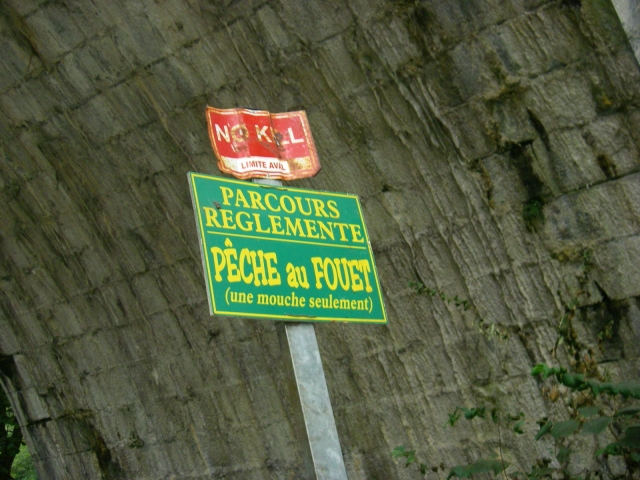 NO KILL
LIMITE AVAL
PARCOURS
REGLEMENTE
PÊCHE au FOUET
(une mouche seulement)